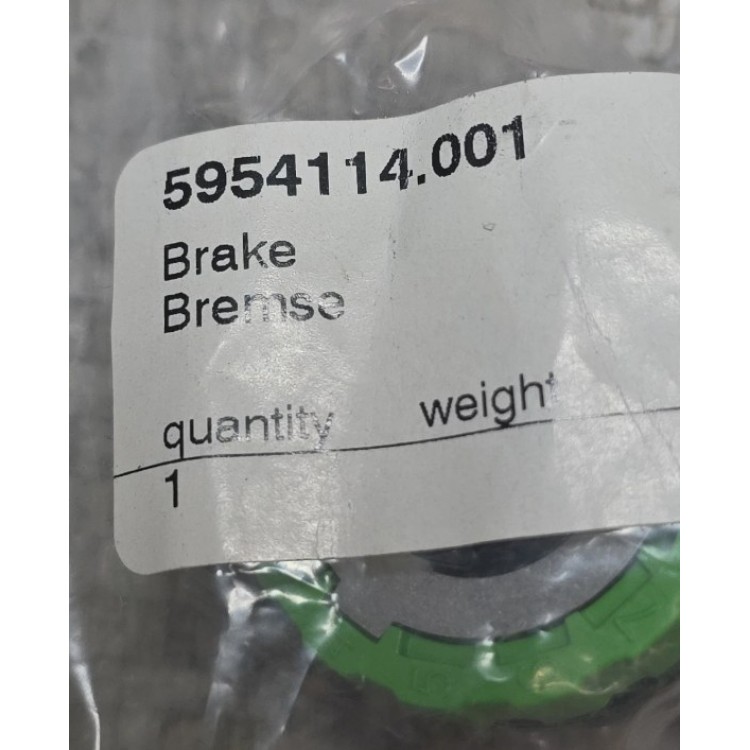 5954114.001
Brake
Bremse
quantity weight
1